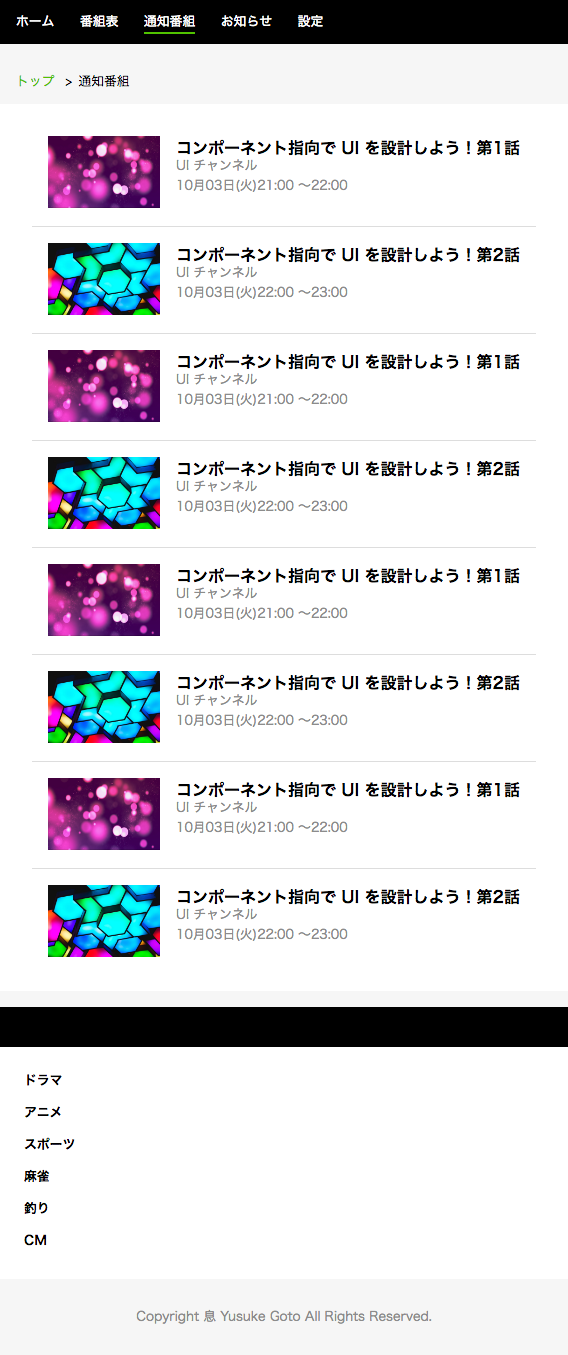 ホーム 番組表 通知番組 お知らせ 設定
トップ > 通知番組
コンポーネント指向で UI を設計しよう！第1話
UI チャンネル
10月03日(火)21:00 〜22:00
コンポーネント指向で UI を設計しよう！第2話
UI チャンネル
10月03日(火)22:00 〜23:00
コンポーネント指向で UI を設計しよう！第1話
UI チャンネル
10月03日(火)21:00 〜22:00
コンポーネント指向で UI を設計しよう！第2話
UI チャンネル
10月03日(火)22:00 〜23:00
コンポーネント指向で UI を設計しよう！第1話
UI チャンネル
10月03日(火)21:00 〜22:00
コンポーネント指向で UI を設計しよう！第2話
UI チャンネル
10月03日(火)22:00 〜23:00
コンポーネント指向で UI を設計しよう！第1話
UI チャンネル
10月03日(火)21:00 〜22:00
コンポーネント指向で UI を設計しよう！第2話
UI チャンネル
10月03日(火)22:00 〜23:00
ドラマ
アニメ
スポーツ
麻雀
釣り
CM
Copyright 息 Yusuke Goto All Rights Reserved.